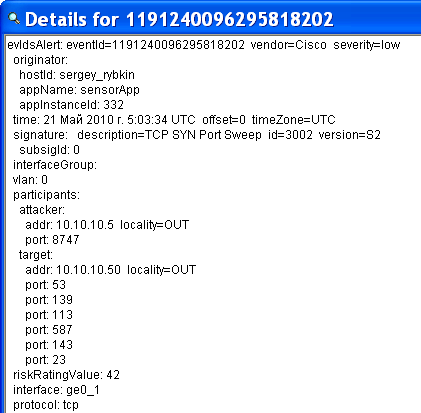 Details for 1191240096295818202
evIdsAlert: eventId=1191240096295818202 vendor=Cisco severity=low
originator:
hostId: sergey_rybkin
appName: sensorApp
appInstanceId: 332
time: 21 Май 2010 г. 5:03:34 UTC offset=0 timeZone=UTC
signature: description=TCP SYN Port Sweep id=3002 version=S2
subsigId: 0
interfaceGroup:
vlan: 0
participants:
attacker:
addr: 10.10.10.5 locality=OUT
port: 8747
target:
addr: 10.10.10.50 locality=OUT
port: 53
port: 139
port: 113
port: 587
port: 143
port: 23
riskRatingValue: 42
interface: ge0_1
protocol: tcp